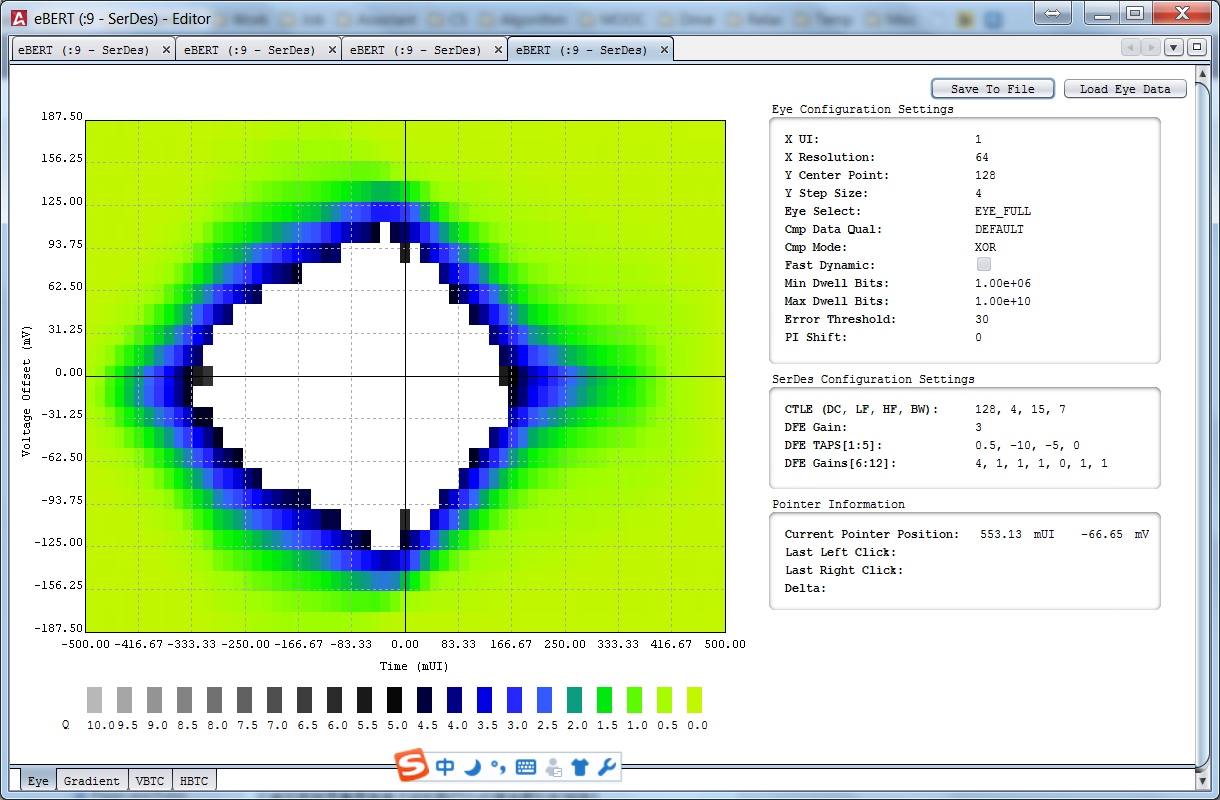 eBERT (:9 - SerDes) - Editor
eBERT (:9 - SerDes) × eBERT (:9 - SerDes) × eBERT (:9 - SerDes) × eBERT (:9 - SerDes) ×
Save To File Load Eye Data
Eye Configuration Settings
X UI: 1
X Resolution: 64
Y Center Point: 128
Y Step Size: 4
Eye Select: EYE_FULL
Cmp Data Qual: DEFAULT
Cmp Mode: XOR
Fast Dynamic:
Min Dwell Bits: 1.00e+06
Max Dwell Bits: 1.00e+10
Error Threshold: 30
PI Shift: 0
SerDes Configuration Settings
CTLE (DC, LF, HF, BW): 128, 4, 15, 7
DFE Gain: 3
DFE TAPS[1:5]: 0.5, -10, -5, 0
DFE Gains[6:12]: 4, 1, 1, 1, 0, 1, 1
Pointer Information
Current Pointer Position: 553.13 mUI -66.65 mV
Last Left Click:
Last Right Click:
Delta:
187.50
156.25
125.00
93.75
62.50
31.25
0.00
-31.25
-62.50
-93.75
-125.00
-156.25
-187.50
Voltage Offset (mV)
-500.00 -416.67 -333.33 -250.00 -166.67 -83.33 0.00 83.33 166.67 250.00 333.33 416.67 500.00
Time (mUI)
Q 10.0 9.5 9.0 8.5 8.0 7.5 7.0 6.5 6.0 5.5 5.0 4.5 4.0 3.5 3.0 2.5 2.0 1.5 1.0 0.5 0.0
中
Eye Gradient VBTC HBTC